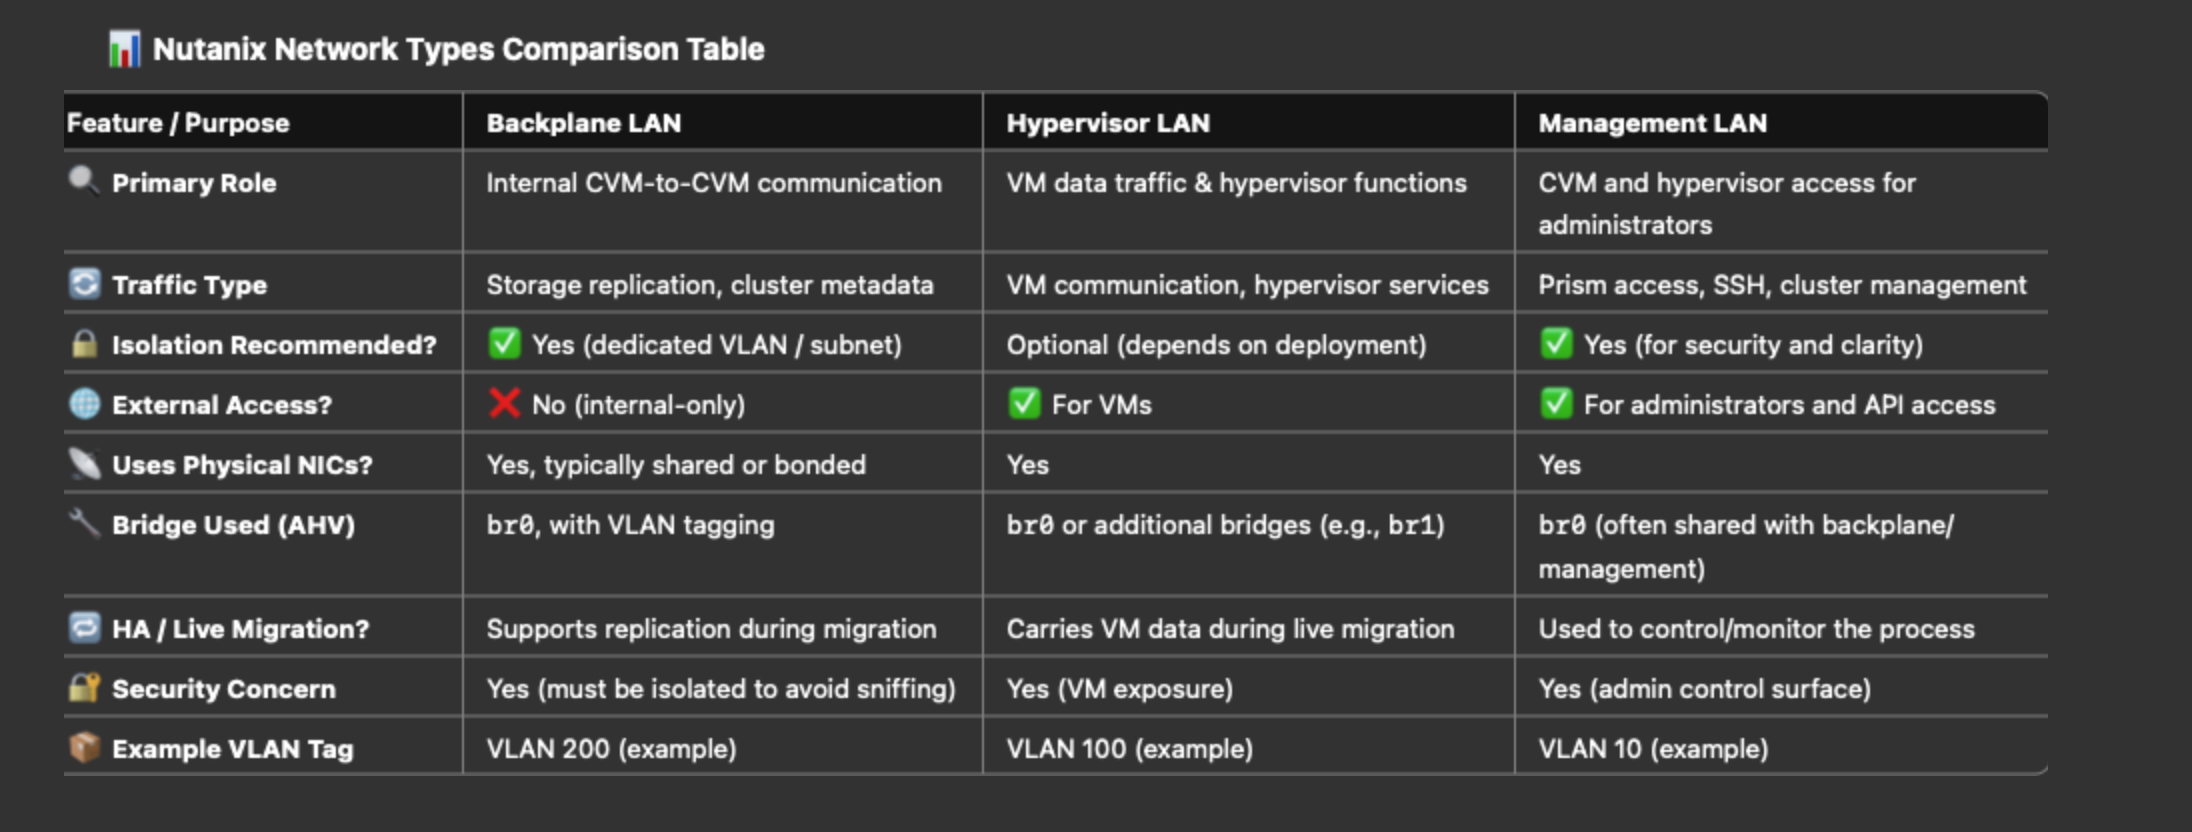 Nutanix Network Types Comparison Table
Feature / Purpose Backplane LAN Hypervisor LAN Management LAN
Primary Role Internal CVM-to-CVM communication VM data traffic & hypervisor functions CVM and hypervisor access for
administrators
Traffic Type Storage replication, cluster metadata VM communication, hypervisor services Prism access, SSH, cluster management
Isolation Recommended? ✅ Yes (dedicated VLAN / subnet) Optional (depends on deployment) ✅ Yes (for security and clarity)
External Access? ❌ No (internal-only) ✅ For VMs ✅ For administrators and API access
Uses Physical NICs? Yes, typically shared or bonded Yes Yes
Bridge Used (AHV) br0, with VLAN tagging br0 or additional bridges (e.g., br1) br0 (often shared with backplane/
management)
HA / Live Migration? Supports replication during migration Carries VM data during live migration Used to control/monitor the process
Security Concern Yes (must be isolated to avoid sniffing) Yes (VM exposure) Yes (admin control surface)
Example VLAN Tag VLAN 200 (example) VLAN 100 (example) VLAN 10 (example)